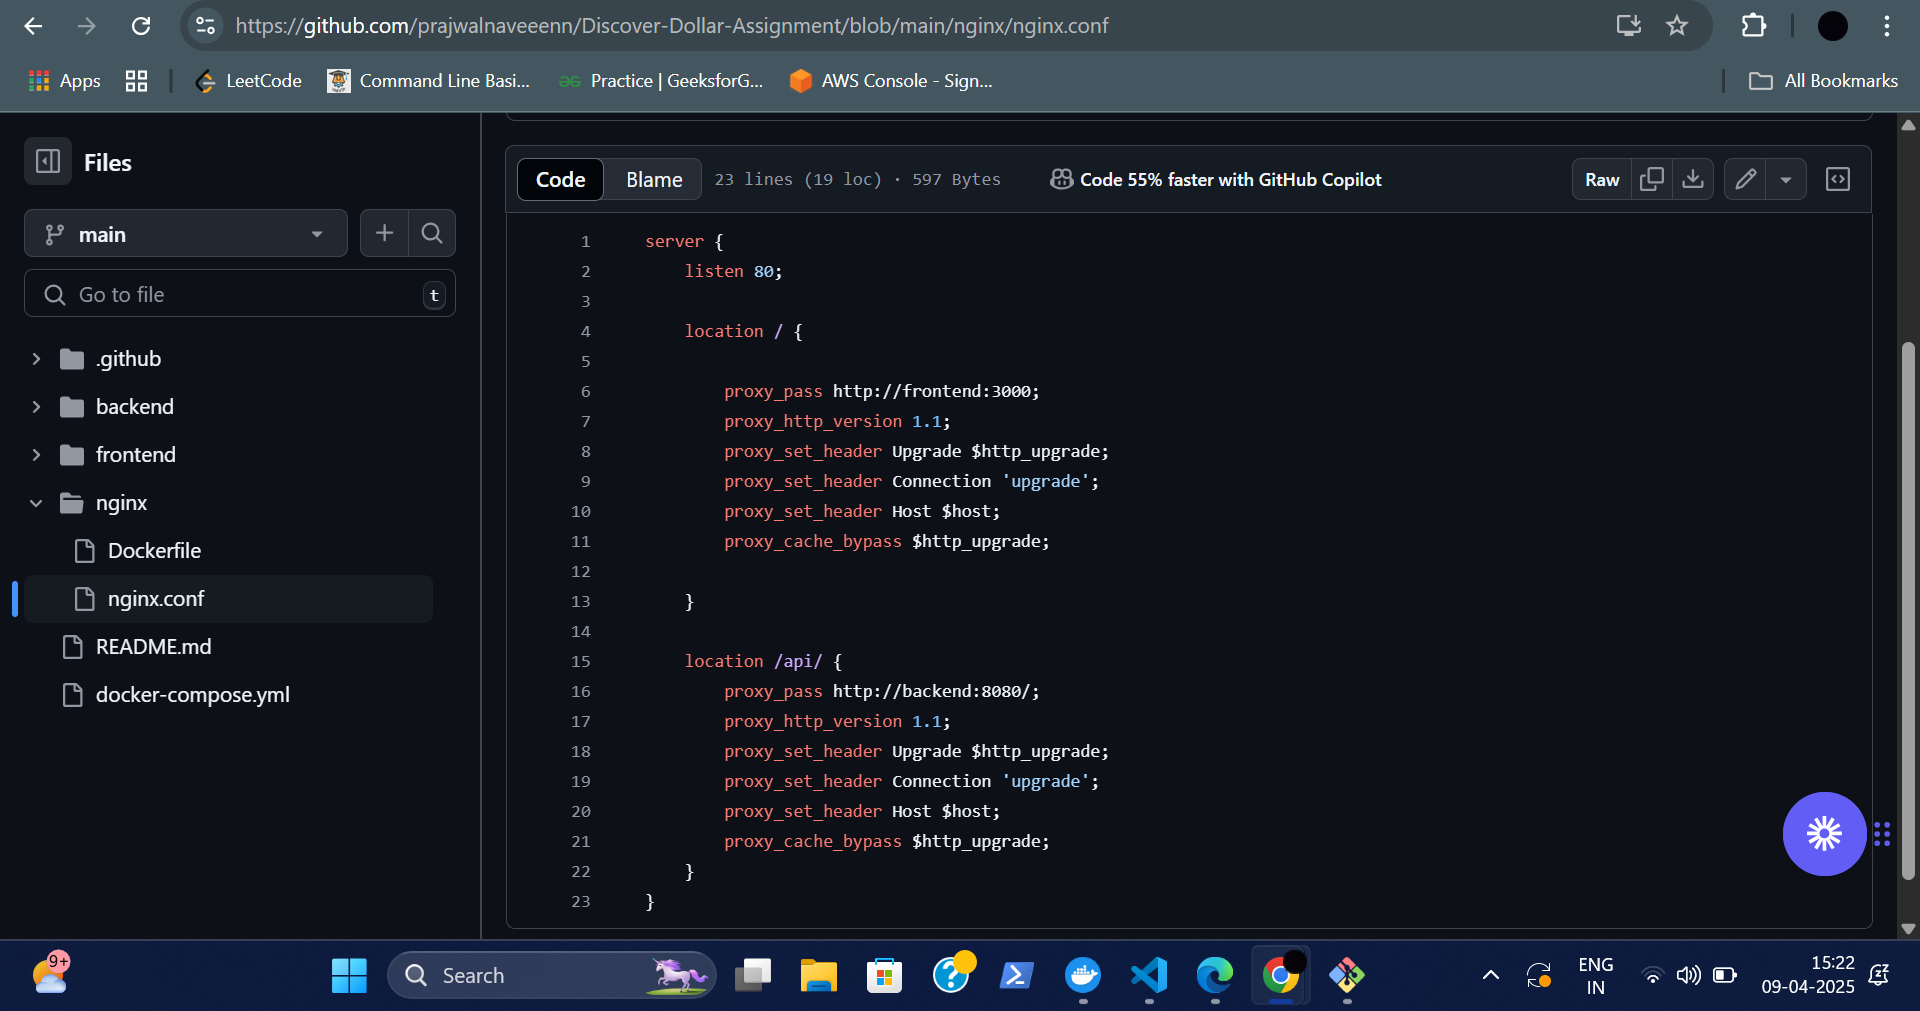 https://github.com/prajwalnaveeenn/Discover-Dollar-Assignment/blob/main/nginx/nginx.conf
Apps
LeetCode
Command Line Basi...
Practice | GeeksforG...
AWS Console - Sign...
All Bookmarks
Files
main
Go to file
t
.github
backend
frontend
nginx
Dockerfile
nginx.conf
README.md
docker-compose.yml
Code
Blame
23 lines (19 loc) · 597 Bytes
Code 55% faster with GitHub Copilot
Raw
1 server {
2     listen 80;
3
4     location / {
5
6         proxy_pass http://frontend:3000;
7         proxy_http_version 1.1;
8         proxy_set_header Upgrade $http_upgrade;
9         proxy_set_header Connection 'upgrade';
10         proxy_set_header Host $host;
11         proxy_cache_bypass $http_upgrade;
12
13     }
14
15     location /api/ {
16         proxy_pass http://backend:8080/;
17         proxy_http_version 1.1;
18         proxy_set_header Upgrade $http_upgrade;
19         proxy_set_header Connection 'upgrade';
20         proxy_set_header Host $host;
21         proxy_cache_bypass $http_upgrade;
22     }
23 }
9+
Search
ENG
IN
15:22
09-04-2025